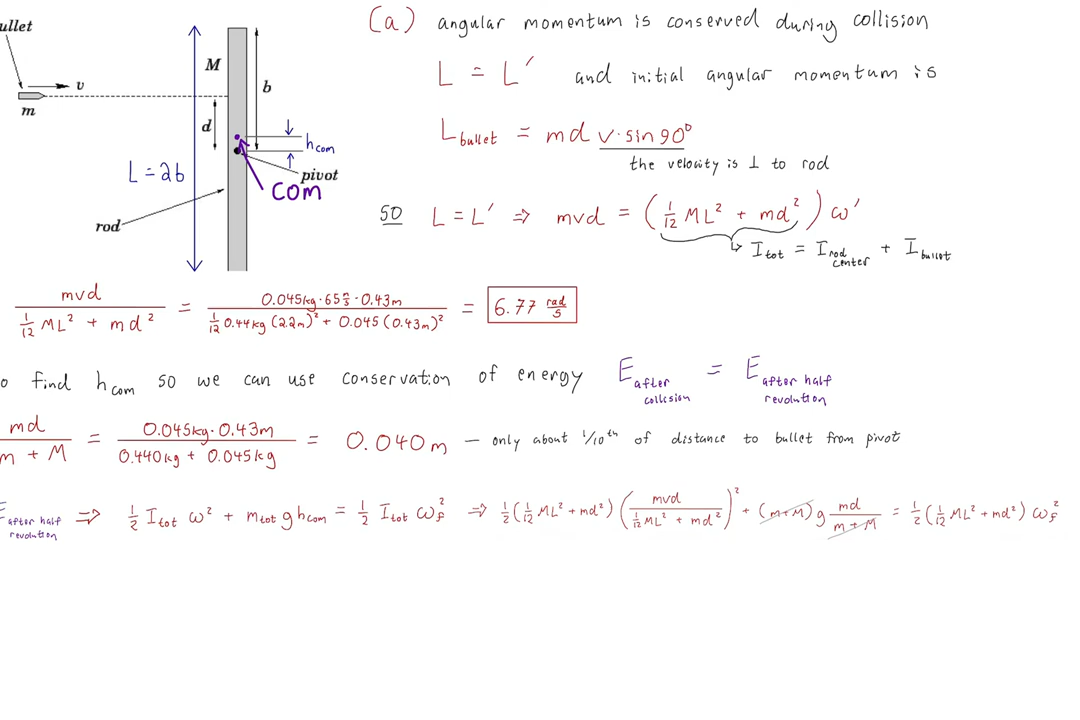 ullet
v
m
M
b
d
h_com
L = 2b
pivot
COM
rod
(a) angular momentum is conserved during collision
L = L′ and initial angular momentum is
L_bullet = md v·sin90°
the velocity is ⊥ to rod
SO L = L′ ⇒ mvd = (1/12 ML² + md²) ω′
↳ I_tot = I_rod center + I_bullet
mvd / (1/12 ML² + md²) = 0.045kg·65 m/s·0.43m / (1/12 0.44kg (2.2m)² + 0.045 (0.43m)²) = 6.77 rad/s
o find h_com so we can use conservation of energy E_after collision = E_after half revolution
md / (m + M) = 0.045kg·0.43m / (0.440kg + 0.045kg) = 0.040m — only about 1/10th of distance to bullet from pivot
E_after half revolution ⇒ 1/2 I_tot ω² + m_tot g h_com = 1/2 I_tot ω_f² ⇒ 1/2 (1/12 ML² + md²) (mvd / (1/12 ML² + md²))² + (m+M) g md / (m + M) = 1/2 (1/12 ML² + md²) ω_f²